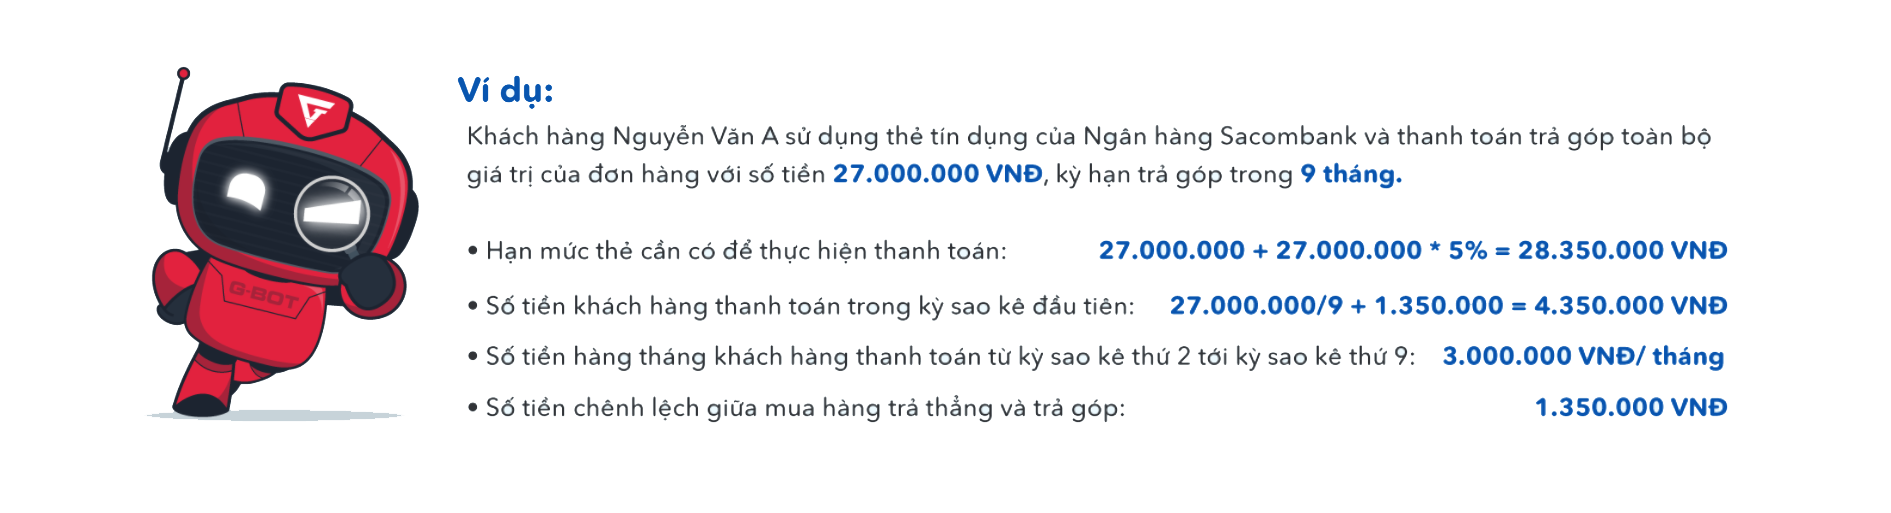 Ví dụ:
Khách hàng Nguyễn Văn A sử dụng thẻ tín dụng của Ngân hàng Sacombank và thanh toán trả góp toàn bộ
giá trị của đơn hàng với số tiền 27.000.000 VNĐ, kỳ hạn trả góp trong 9 tháng.
• Hạn mức thẻ cần có để thực hiện thanh toán: 27.000.000 + 27.000.000 * 5% = 28.350.000 VNĐ
• Số tiền khách hàng thanh toán trong kỳ sao kê đầu tiên: 27.000.000/9 + 1.350.000 = 4.350.000 VNĐ
• Số tiền hàng tháng khách hàng thanh toán từ kỳ sao kê thứ 2 tới kỳ sao kê thứ 9: 3.000.000 VNĐ/ tháng
• Số tiền chênh lệch giữa mua hàng trả thẳng và trả góp: 1.350.000 VNĐ
G-BOT